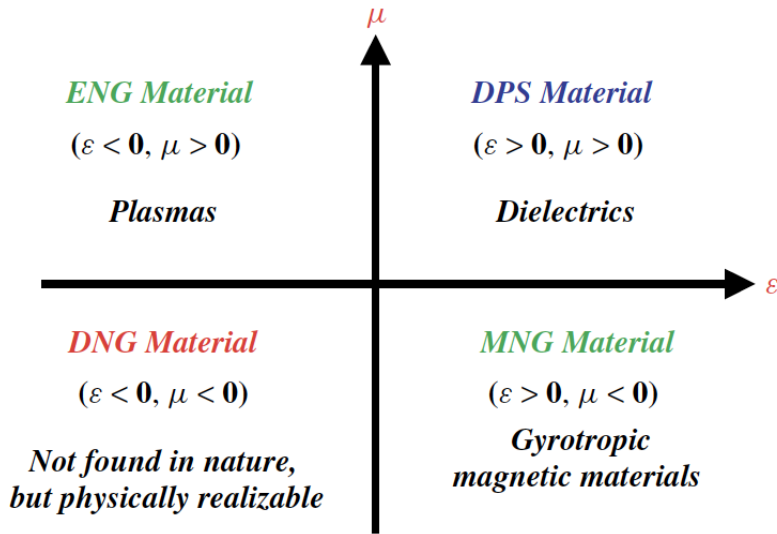 μ
ENG Material
(ε < 0, μ > 0)
Plasmas
DPS Material
(ε > 0, μ > 0)
Dielectrics
ε
DNG Material
(ε < 0, μ < 0)
Not found in nature,
but physically realizable
MNG Material
(ε > 0, μ < 0)
Gyrotropic
magnetic materials